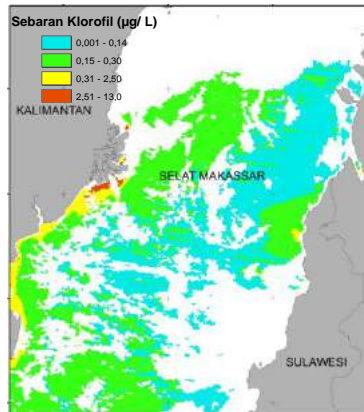 Sebaran Klorofil (µg/ L)
0,001 - 0,14
0,15 - 0,30
0,31 - 2,50
2,51 - 13,0
KALIMANTAN
SELAT MAKASSAR
SULAWESI